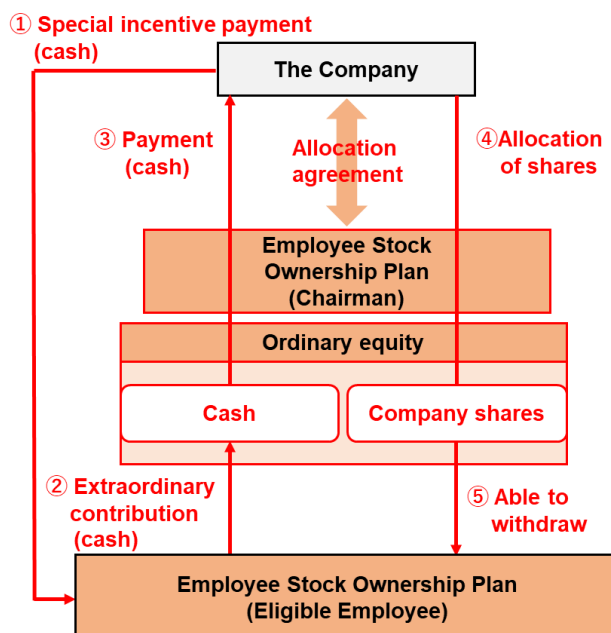 ① Special incentive payment
(cash)
The Company
③ Payment
(cash)
Allocation
agreement
④Allocation
of shares
Employee Stock
Ownership Plan
(Chairman)
Ordinary equity
Cash
Company shares
② Extraordinary
contribution
(cash)
⑤ Able to
withdraw
Employee Stock Ownership Plan
(Eligible Employee)